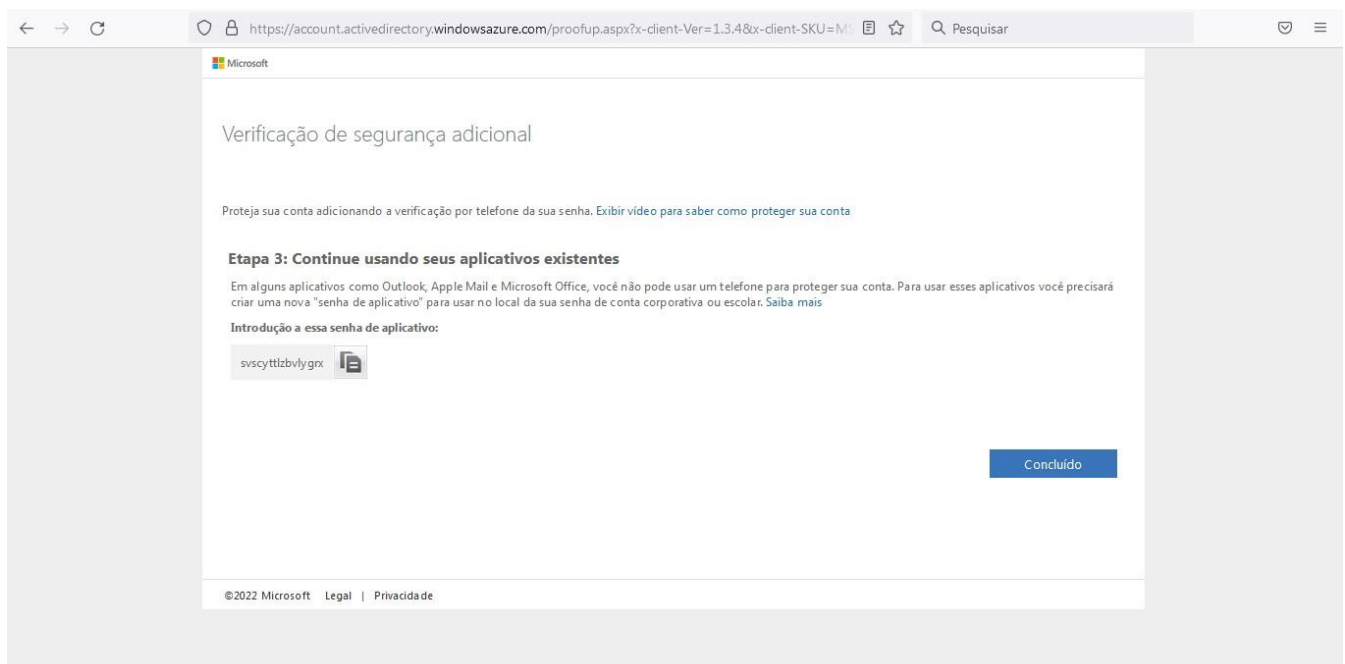 https://account.activedirectory.windowsazure.com/proofup.aspx?x-client-Ver=1.3.4&x-client-SKU=MS
Pesquisar
Microsoft
Verificação de segurança adicional
Proteja sua conta adicionando a verificação por telefone da sua senha. Exibir vídeo para saber como proteger sua conta
Etapa 3: Continue usando seus aplicativos existentes
Em alguns aplicativos como Outlook, Apple Mail e Microsoft Office, você não pode usar um telefone para proteger sua conta. Para usar esses aplicativos você precisará
criar uma nova "senha de aplicativo" para usar no local da sua senha de conta corporativa ou escolar. Saiba mais
Introdução a essa senha de aplicativo:
svscyttlzbvlygrx
Concluído
©2022 Microsoft Legal | Privacidade